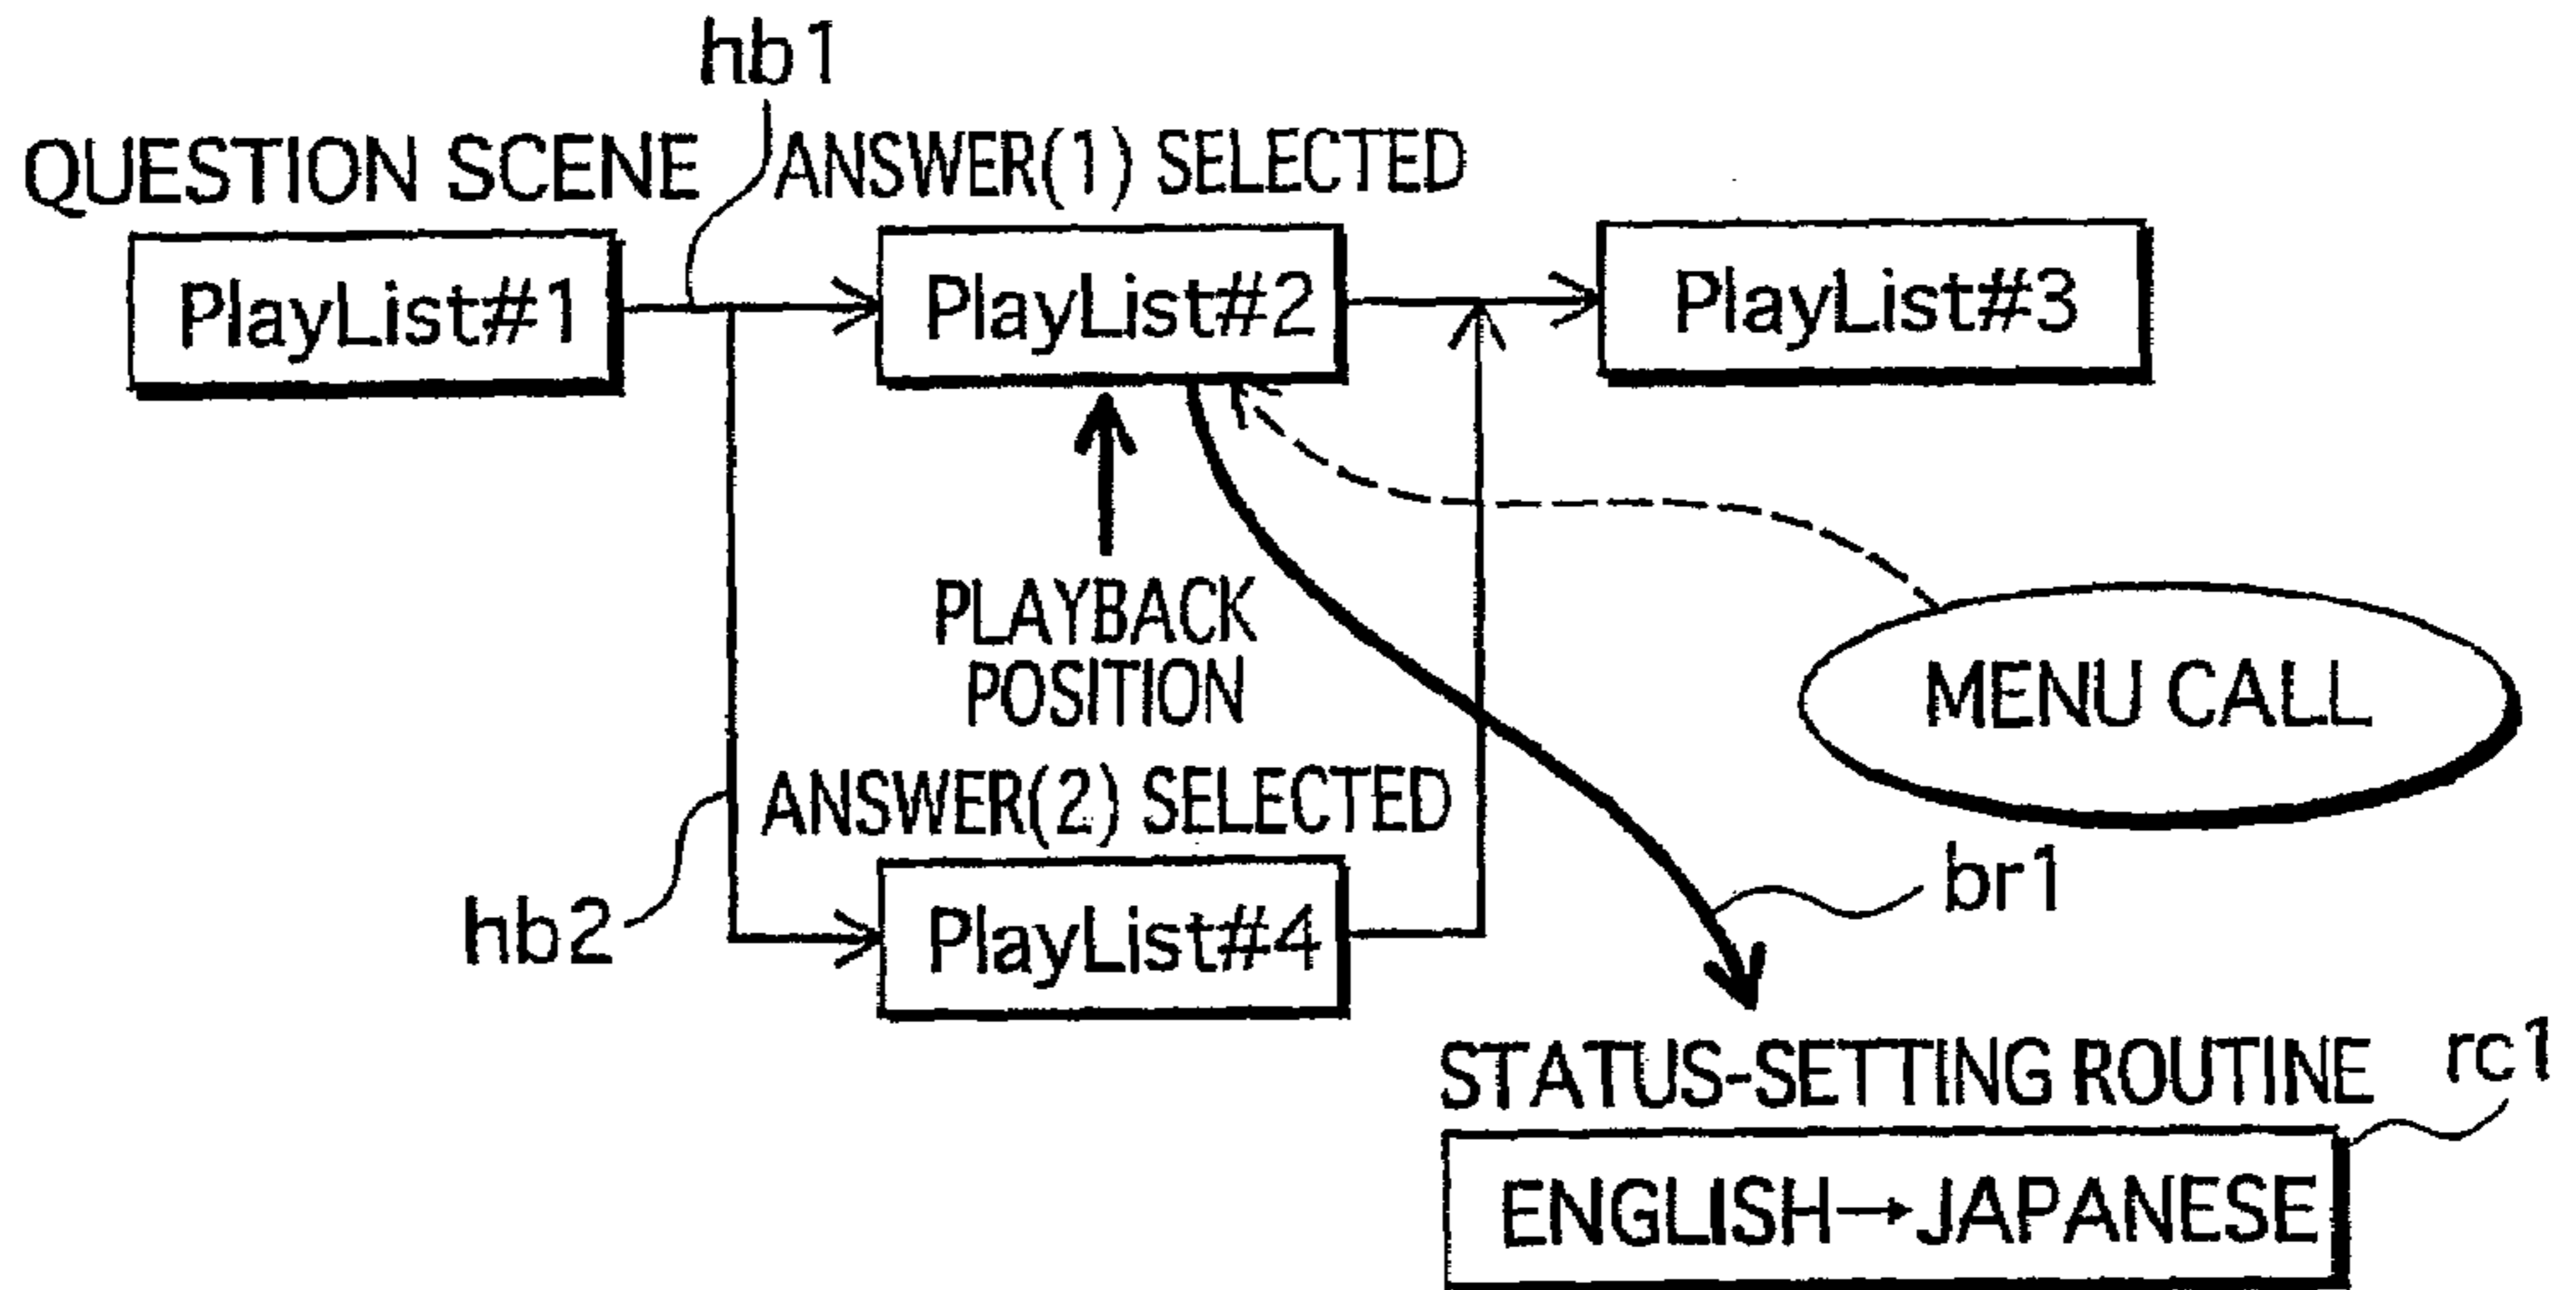 hb1
QUESTION SCENE
ANSWER(1) SELECTED
PlayList#1
PlayList#2
PlayList#3
PLAYBACK
POSITION
MENU CALL
ANSWER(2) SELECTED
hb2
PlayList#4
br1
STATUS-SETTING ROUTINE
rc1
ENGLISH→JAPANESE